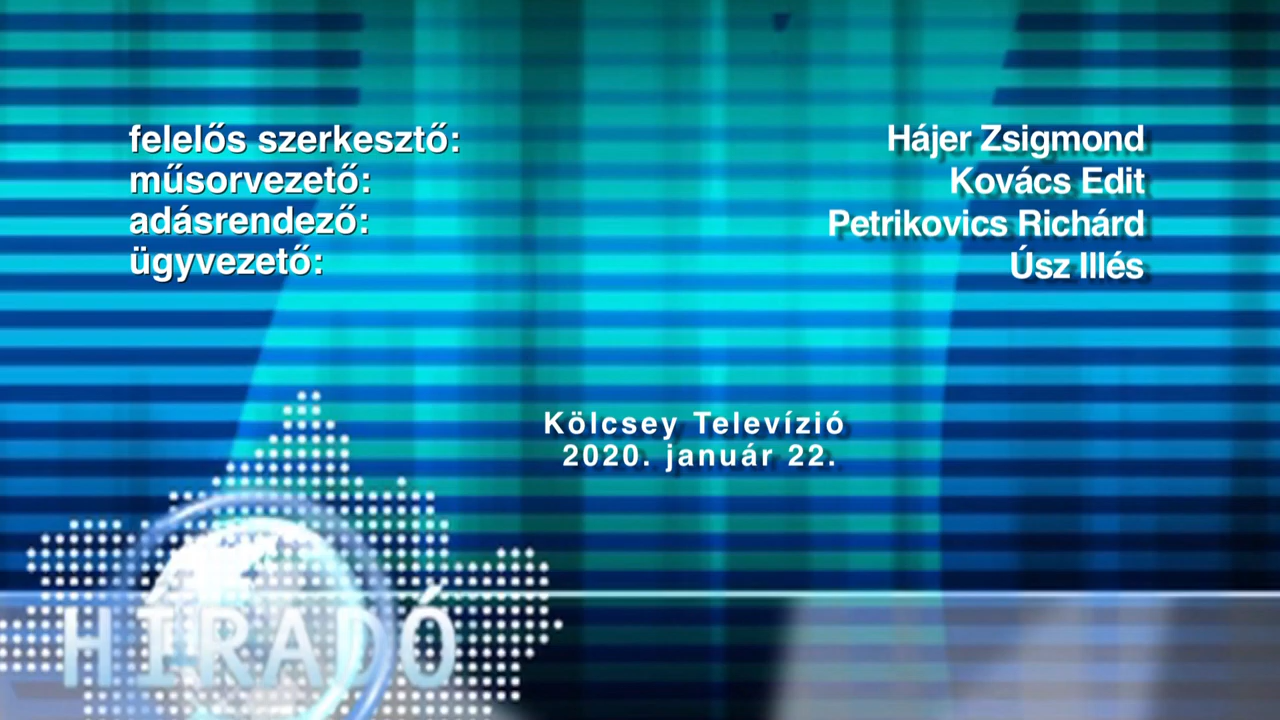 felelős szerkesztő: Hájer Zsigmond
műsorvezető: Kovács Edit
adásrendező: Petrikovics Richárd
ügyvezető: Úsz Illés
Kölcsey Televízió
2020. január 22.
HÍRADÓ